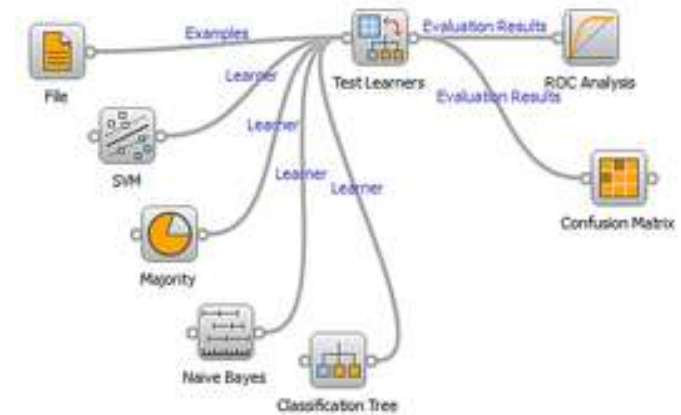 Examples
Evaluation Results
File
Test Learners
ROC Analysis
Learner
Evaluation Results
Learner
SVM
Learner
Learner
Confusion Matrix
Majority
Naive Bayes
Classification Tree